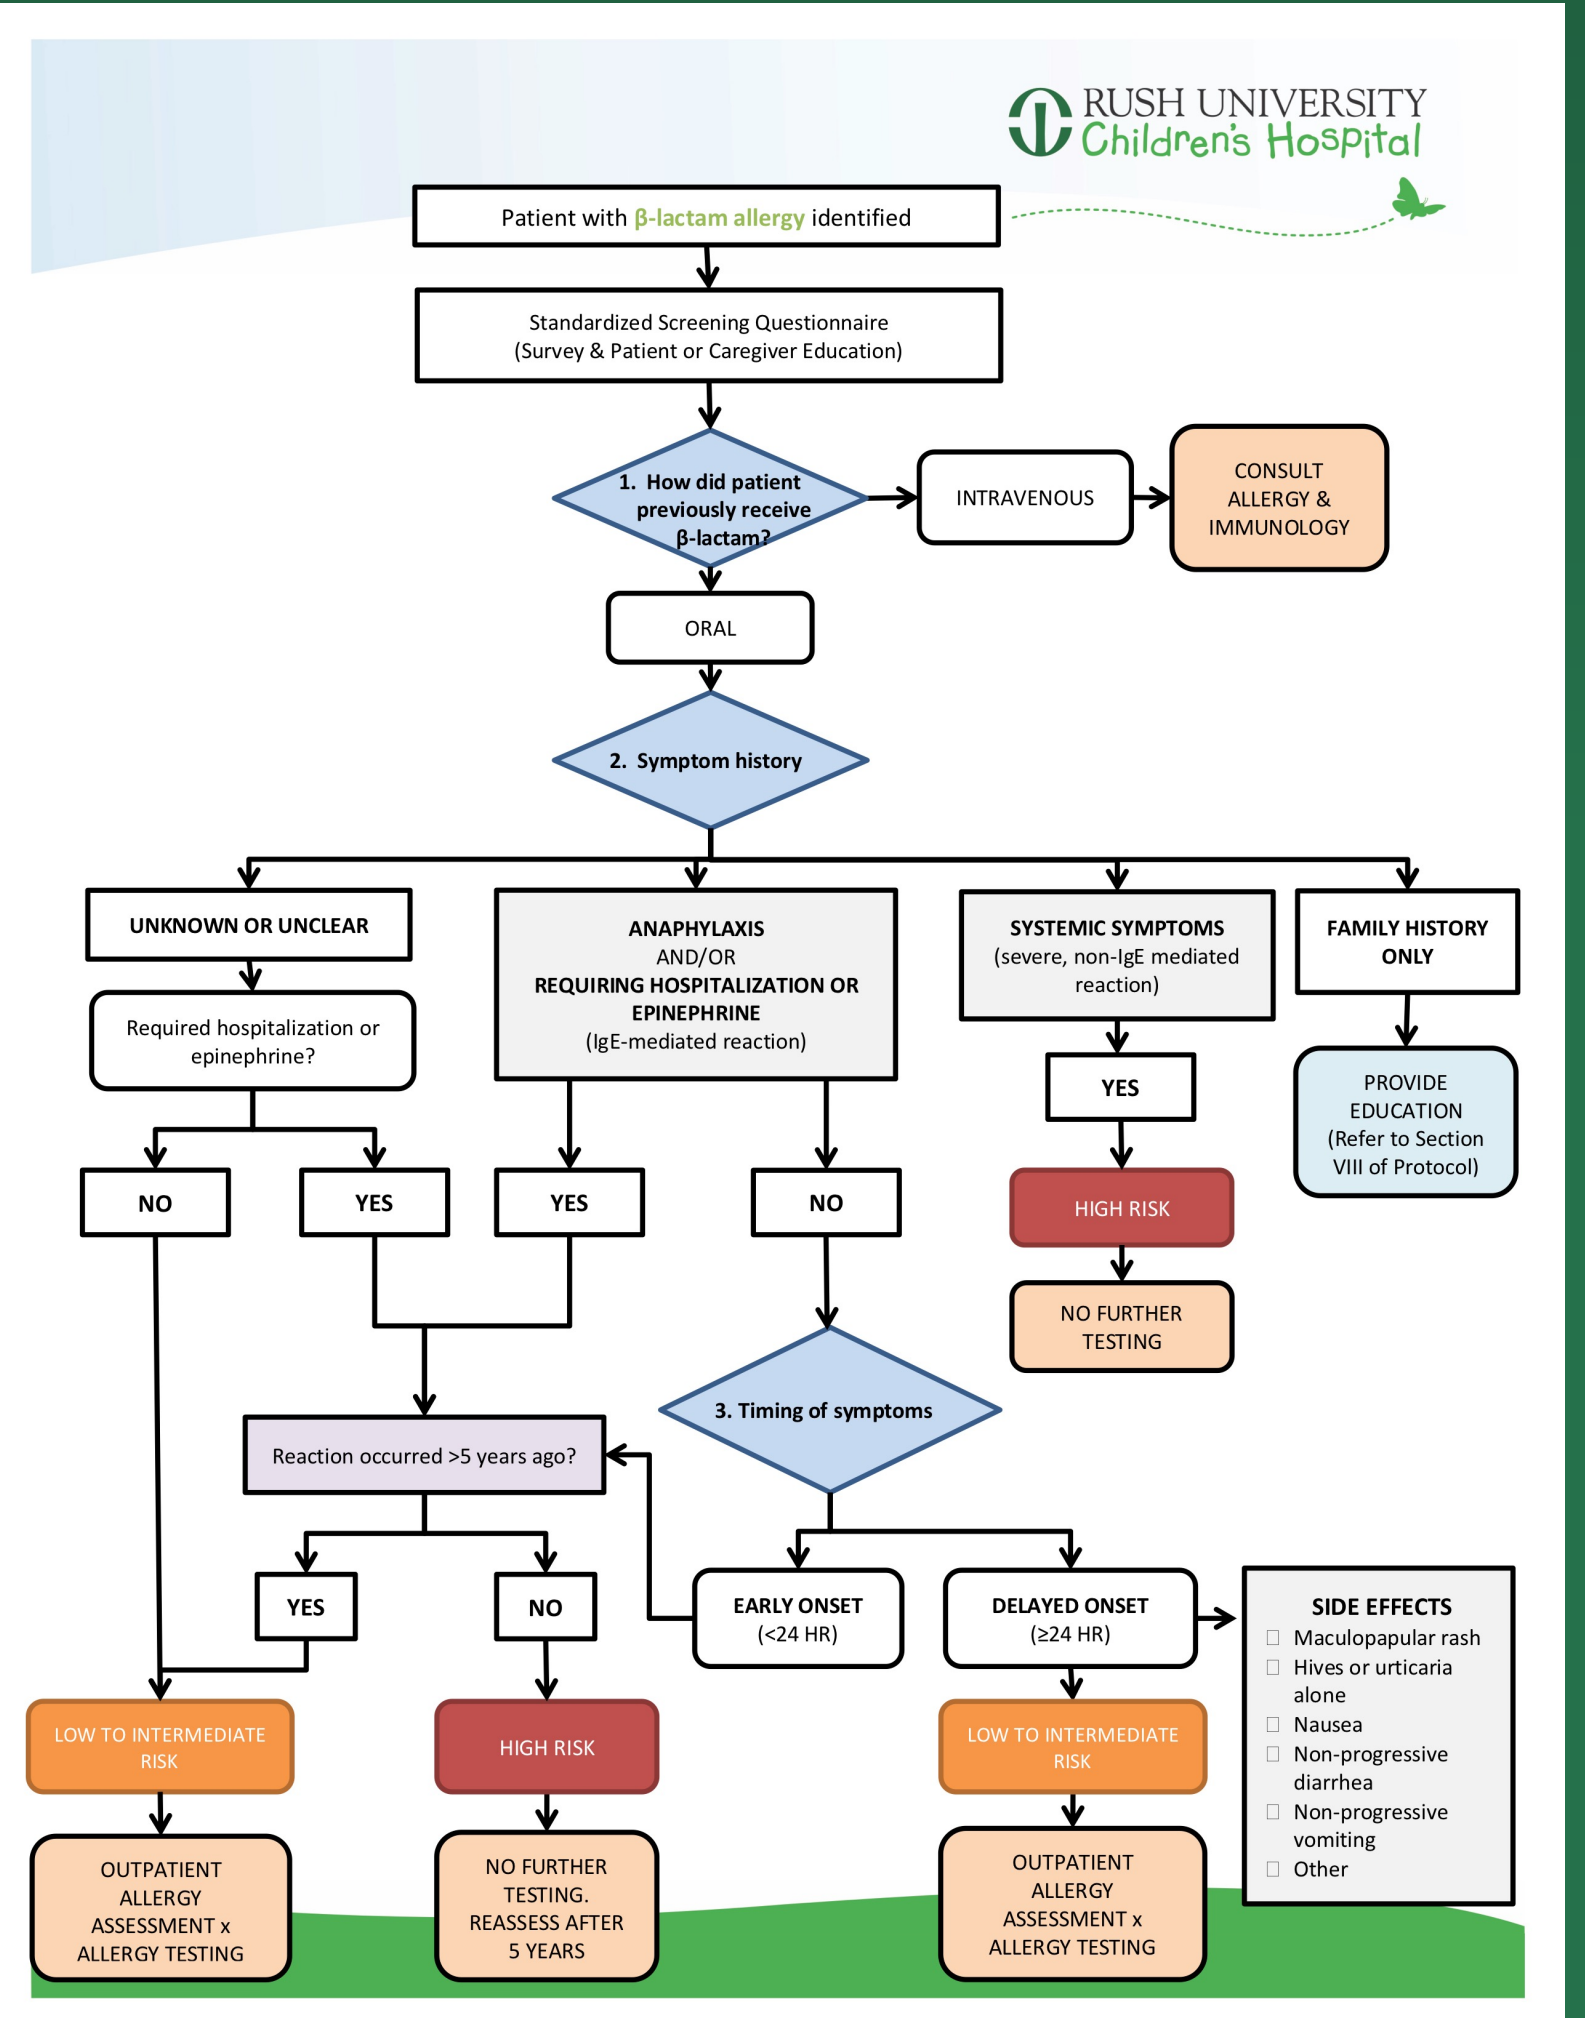 RUSH UNIVERSITY
Children's Hospital
Patient with β-lactam allergy identified
Standardized Screening Questionnaire
(Survey & Patient or Caregiver Education)
1. How did patient
previously receive
β-lactam?
INTRAVENOUS
CONSULT
ALLERGY &
IMMUNOLOGY
ORAL
2. Symptom history
UNKNOWN OR UNCLEAR
Required hospitalization or
epinephrine?
NO
YES
ANAPHYLAXIS
AND/OR
REQUIRING HOSPITALIZATION OR
EPINEPHRINE
(IgE-mediated reaction)
YES
NO
SYSTEMIC SYMPTOMS
(severe, non-IgE mediated
reaction)
YES
HIGH RISK
NO FURTHER
TESTING
FAMILY HISTORY
ONLY
PROVIDE
EDUCATION
(Refer to Section
VIII of Protocol)
3. Timing of symptoms
Reaction occurred >5 years ago?
YES
NO
EARLY ONSET
(<24 HR)
DELAYED ONSET
(≥24 HR)
SIDE EFFECTS
Maculopapular rash
Hives or urticaria
alone
Nausea
Non-progressive
diarrhea
Non-progressive
vomiting
Other
LOW TO INTERMEDIATE
RISK
HIGH RISK
LOW TO INTERMEDIATE
RISK
OUTPATIENT
ALLERGY
ASSESSMENT x
ALLERGY TESTING
NO FURTHER
TESTING.
REASSESS AFTER
5 YEARS
OUTPATIENT
ALLERGY
ASSESSMENT x
ALLERGY TESTING